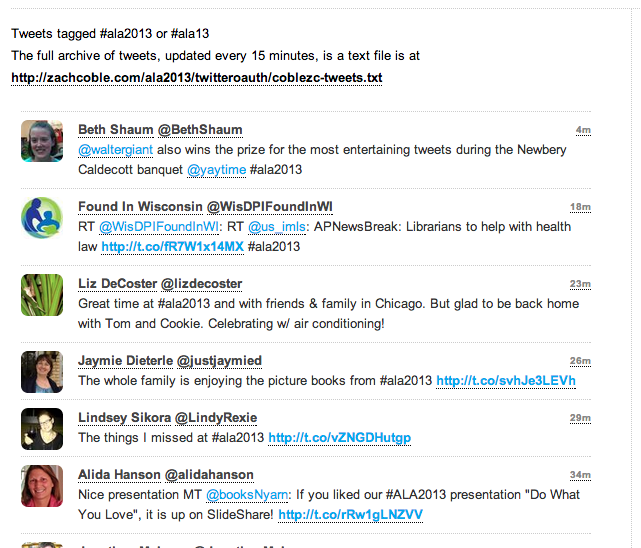 Tweets tagged #ala2013 or #ala13
The full archive of tweets, updated every 15 minutes, is a text file is at
http://zachcoble.com/ala2013/twitteroauth/coblezc-tweets.txt
Beth Shaum @BethShaum 4m
@waltergiant also wins the prize for the most entertaining tweets during the Newbery
Caldecott banquet @yaytime #ala2013
Found In Wisconsin @WisDPIFoundInWI 18m
RT @WisDPIFoundInWI: RT @us_imls: APNewsBreak: Librarians to help with health
law http://t.co/fR7W1x14MX #ala2013
Liz DeCoster @lizdecoster 23m
Great time at #ala2013 and with friends & family in Chicago. But glad to be back home
with Tom and Cookie. Celebrating w/ air conditioning!
Jaymie Dieterle @justjaymied 26m
The whole family is enjoying the picture books from #ala2013 http://t.co/svhJe3LEVh
Lindsey Sikora @LindyRexie 29m
The things I missed at #ala2013 http://t.co/vZNGDHutgp
Alida Hanson @alidahanson 34m
Nice presentation MT @booksNyarn: If you liked our #ALA2013 presentation "Do What
You Love", it is up on SlideShare! http://t.co/rRw1gLNZVV